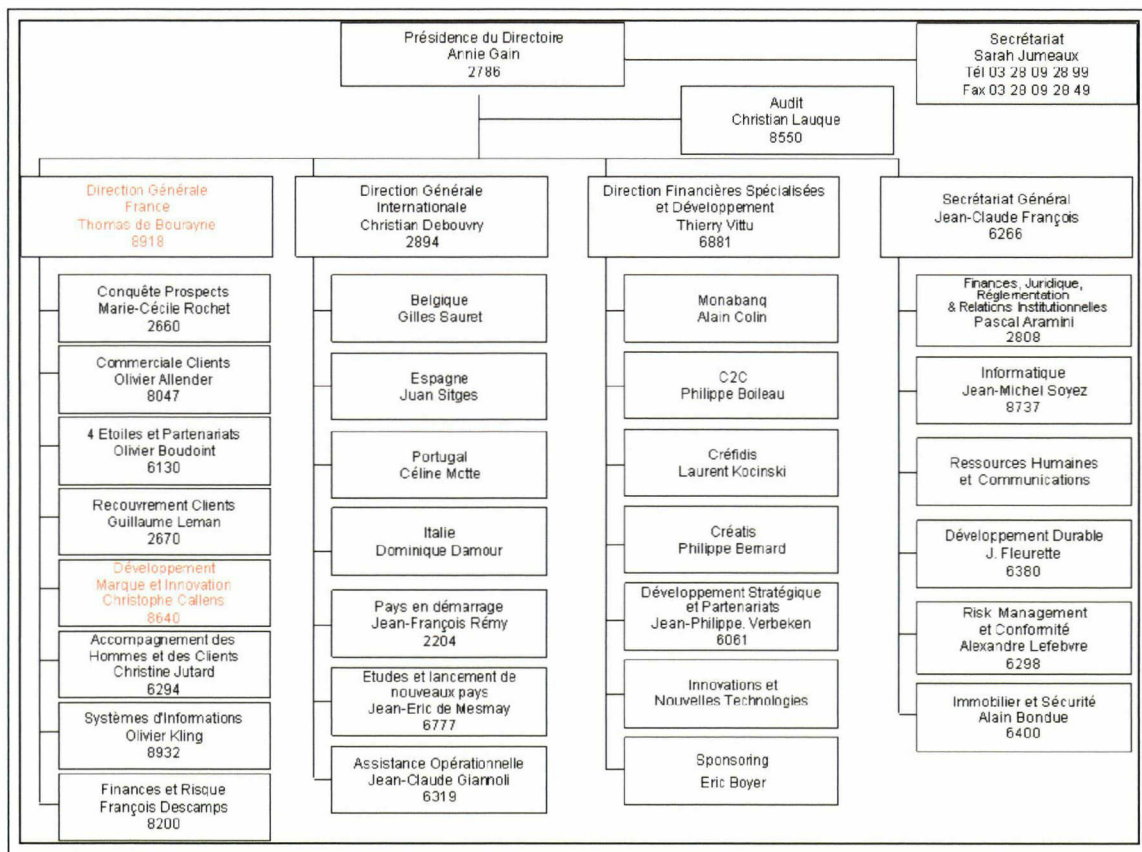 Présidence du Directoire
Annie Gain
2786
Secrétariat
Sarah Jumeaux
Tél 03 28 09 28 99
Fax 03 28 09 28 49
Audit
Christian Lauque
8550
Direction Générale
France
Thomas de Bourayne
8918
Conquête Prospects
Marie-Cécile Rochet
2660
Commerciale Clients
Olivier Allender
8047
4 Etoiles et Partenariats
Olivier Boudoint
6130
Recouvrement Clients
Guillaume Leman
2670
Développement
Marque et Innovation
Christophe Callens
8640
Accompagnement des
Hommes et des Clients
Christine Jutard
6294
Systèmes d'Informations
Olivier Kling
8932
Finances et Risque
François Descamps
8200
Direction Générale
Internationale
Christian Debouvry
2894
Belgique
Gilles Sauret
Espagne
Juan Sitges
Portugal
Céline Motte
Italie
Dominique Damour
Pays en démarrage
Jean-François Rémy
2204
Etudes et lancement de
nouveaux pays
Jean-Eric de Mesmay
6777
Assistance Opérationnelle
Jean-Claude Giannoli
6319
Direction Financières Spécialisées
et Développement
Thierry Vittu
6881
Monabanq
Alain Colin
C2C
Philippe Boileau
Créfidis
Laurent Kocinski
Créatis
Philippe Bernard
Développement Stratégique
et Partenariats
Jean-Philippe. Verbeken
6061
Innovations et
Nouvelles Technologies
Sponsoring
Eric Boyer
Secrétariat Général
Jean-Claude François
6266
Finances, Juridique,
Réglementation
& Relations Institutionnelles
Pascal Aramini
2808
Informatique
Jean-Michel Soyez
8737
Ressources Humaines
et Communications
Développement Durable
J. Fleurette
6380
Risk Management
et Conformité
Alexandre Lefebvre
6298
Immobilier et Sécurité
Alain Bondue
6400